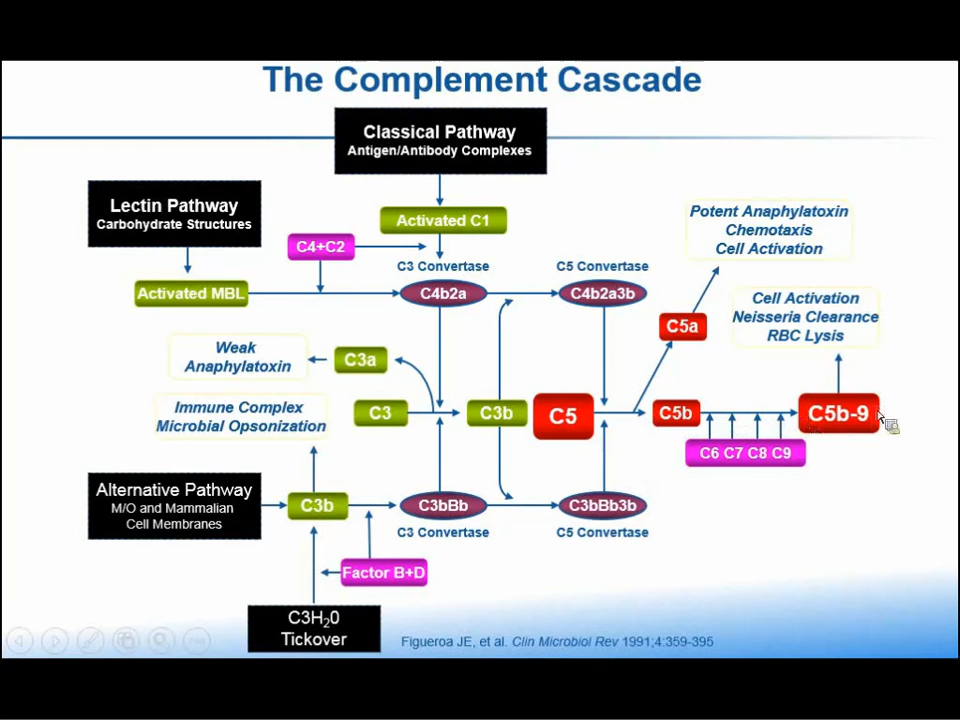 The Complement Cascade
Classical Pathway
Antigen/Antibody Complexes
Lectin Pathway
Carbohydrate Structures
Activated C1
C4+C2
C3 Convertase
C5 Convertase
Activated MBL
C4b2a
C4b2a3b
Potent Anaphylatoxin
Chemotaxis
Cell Activation
Cell Activation
Neisseria Clearance
RBC Lysis
C5a
Weak
Anaphylatoxin
C3a
Immune Complex
Microbial Opsonization
C3
C3b
C5
C5b
C5b-9
C6 C7 C8 C9
Alternative Pathway
M/O and Mammalian
Cell Membranes
C3b
C3bBb
C3bBb3b
C3 Convertase
C5 Convertase
Factor B+D
C3H20
Tickover
Figueroa JE, et al. Clin Microbiol Rev 1991;4:359-395